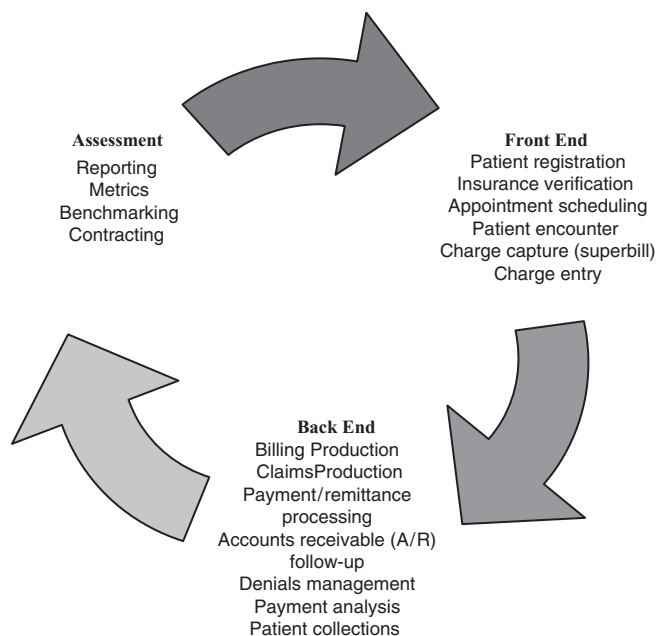 Assessment
Reporting
Metrics
Benchmarking
Contracting
Front End
Patient registration
Insurance verification
Appointment scheduling
Patient encounter
Charge capture (superbill)
Charge entry
Back End
Billing Production
ClaimsProduction
Payment/remittance
processing
Accounts receivable (A/R)
follow-up
Denials management
Payment analysis
Patient collections